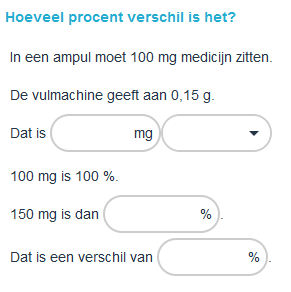 Hoeveel procent verschil is het?
In een ampul moet 100 mg medicijn zitten.
De vulmachine geeft aan 0,15 g.
Dat is mg
100 mg is 100 %.
150 mg is dan %.
Dat is een verschil van %.